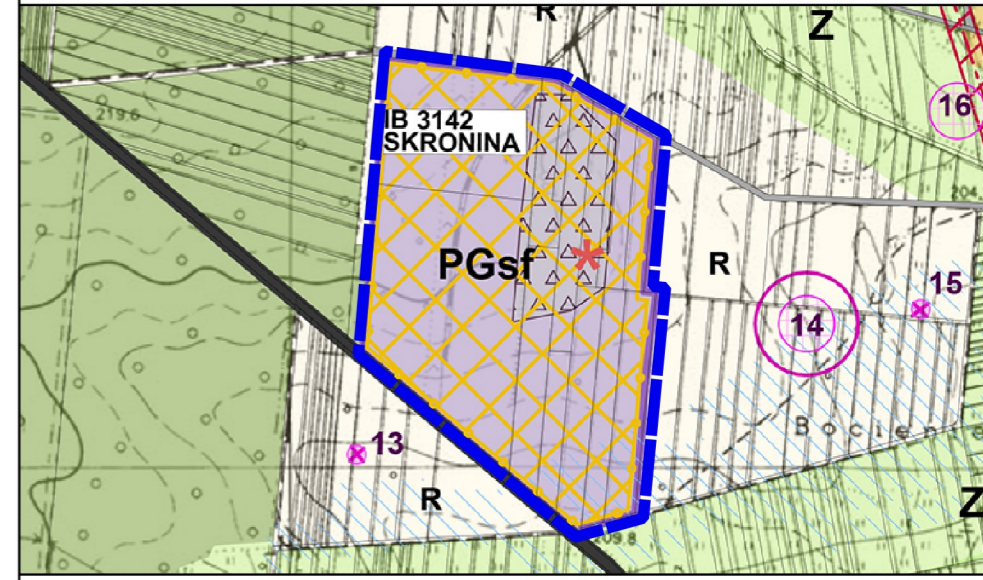 R
Z
16
IB 3142
SKRONINA
219.6
204
PGsf
R
15
14
Bocien
13
R
Z
209.8